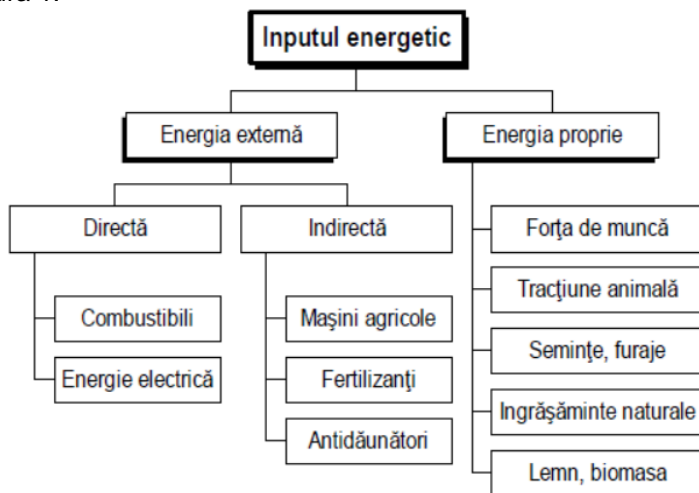 Inputul energetic
Energia externă
Energia proprie
Directă
Indirectă
Combustibili
Energie electrică
Maşini agricole
Fertilizanţi
Antidăunători
Forţa de muncă
Tracţiune animală
Seminţe, furaje
Ingrăşăminte naturale
Lemn, biomasa